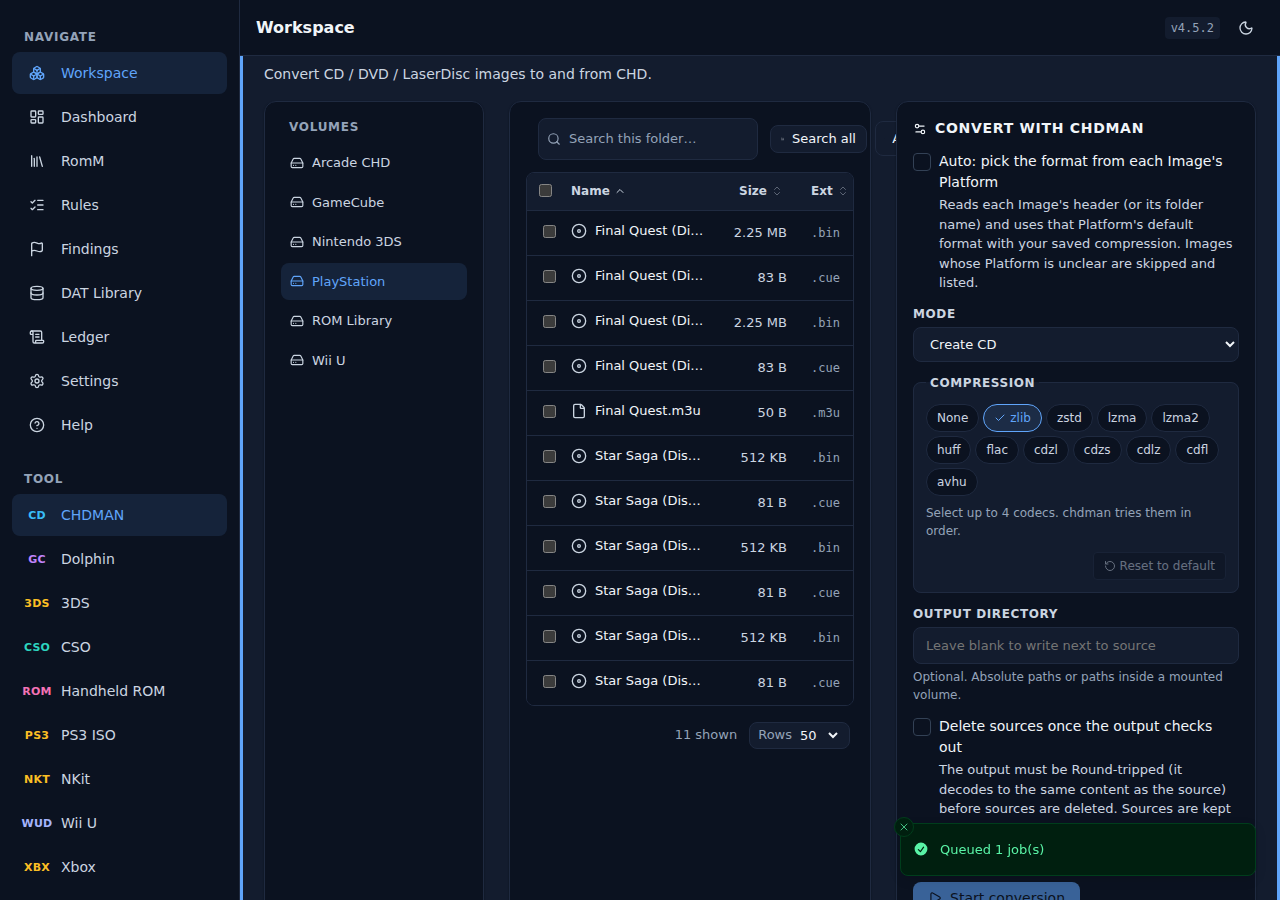 NAVIGATE
Workspace
Dashboard
RomM
Rules
Findings
DAT Library
Ledger
Settings
Help
TOOL
CD CHDMAN
GC Dolphin
3DS 3DS
CSO CSO
ROM Handheld ROM
PS3 PS3 ISO
NKT NKit
WUD Wii U
XBX Xbox
Workspace
v4.5.2
Convert CD / DVD / LaserDisc images to and from CHD.
VOLUMES
Arcade CHD
GameCube
Nintendo 3DS
PlayStation
ROM Library
Wii U
Search this folder…
Search all
Name Size Ext
Final Quest (Di… 2.25 MB .bin
Final Quest (Di… 83 B .cue
Final Quest (Di… 2.25 MB .bin
Final Quest (Di… 83 B .cue
Final Quest.m3u 50 B .m3u
Star Saga (Dis… 512 KB .bin
Star Saga (Dis… 81 B .cue
Star Saga (Dis… 512 KB .bin
Star Saga (Dis… 81 B .cue
Star Saga (Dis… 512 KB .bin
Star Saga (Dis… 81 B .cue
11 shown Rows 50
CONVERT WITH CHDMAN
Auto: pick the format from each Image's
Platform
Reads each Image's header (or its folder
name) and uses that Platform's default
format with your saved compression. Images
whose Platform is unclear are skipped and
listed.
MODE
Create CD
COMPRESSION
None zlib zstd lzma lzma2
huff flac cdzl cdzs cdlz cdfl
avhu
Select up to 4 codecs. chdman tries them in
order.
Reset to default
OUTPUT DIRECTORY
Leave blank to write next to source
Optional. Absolute paths or paths inside a mounted
volume.
Delete sources once the output checks
out
The output must be Round-tripped (it
decodes to the same content as the source)
before sources are deleted. Sources are kept
Queued 1 job(s)
Start conversion